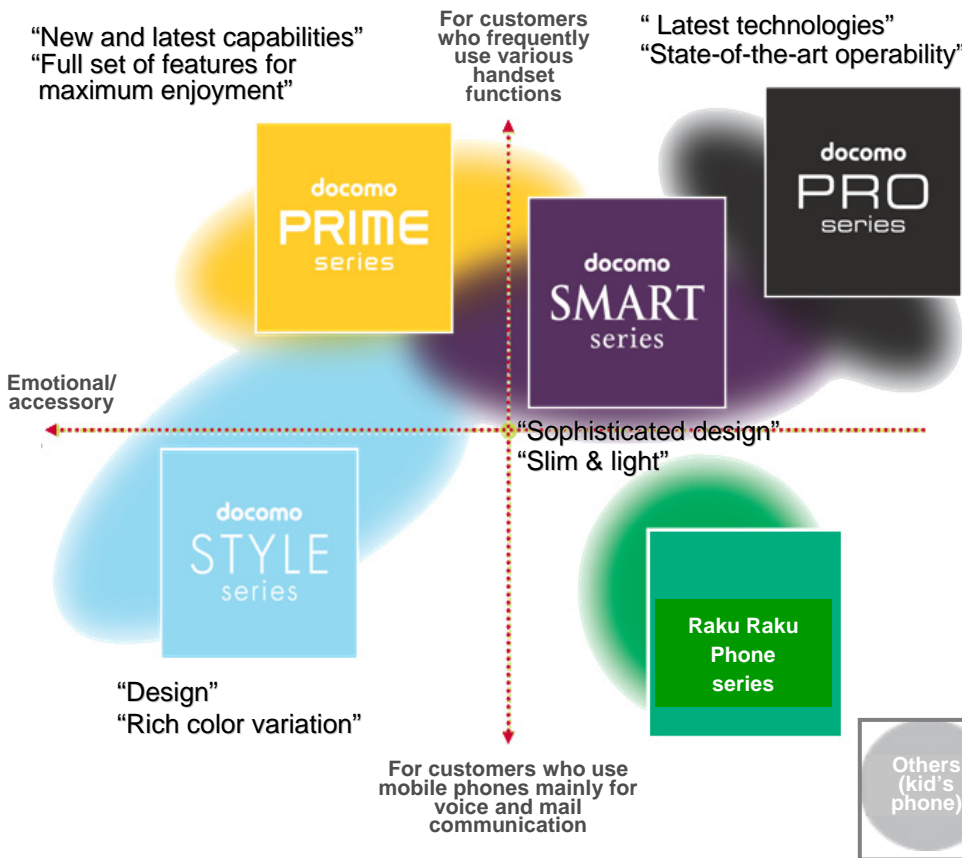 “New and latest capabilities”
“Full set of features for
maximum enjoyment”
For customers
who frequently
use various
handset
functions
“ Latest technologies”
“State-of-the-art operability”
docomo
PRIME
series
docomo
SMART
series
docomo
PRO
series
Emotional/
accessory
“Sophisticated design”
“Slim & light”
docomo
STYLE
series
“Design”
“Rich color variation”
Raku Raku
Phone
series
For customers who use
mobile phones mainly for
voice and mail
communication
Others
(kid's
phone)